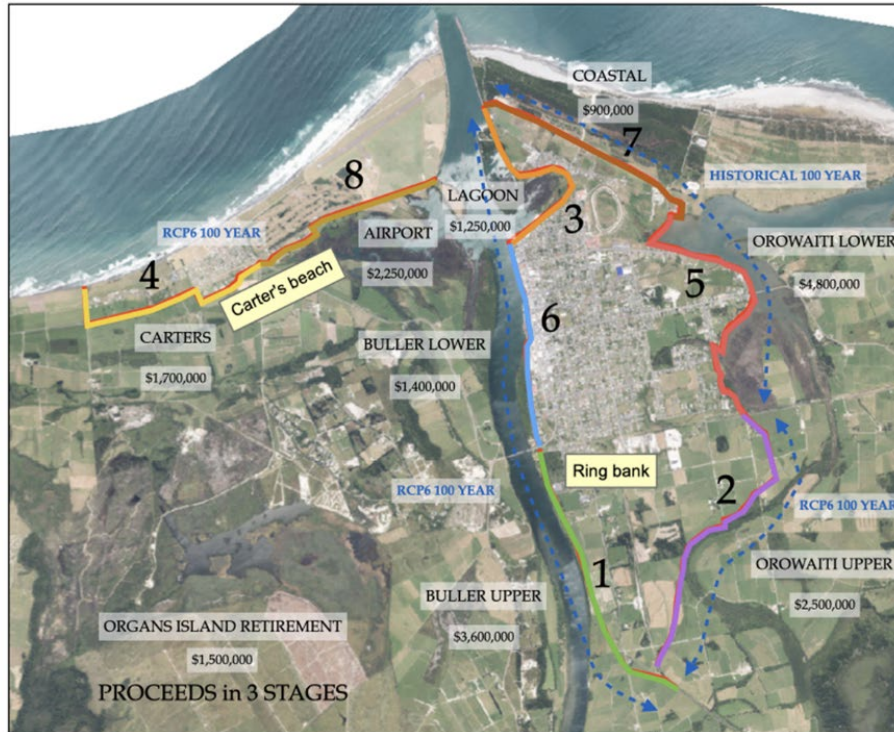 COASTAL
$900,000
7
HISTORICAL 100 YEAR
8
LAGOON
$1,250,000
3
RCP6 100 YEAR
AIRPORT
$2,250,000
OROWAITI LOWER
$4,800,000
5
4
Carter's beach
CARTERS
$1,700,000
BULLER LOWER
$1,400,000
6
RCP6 100 YEAR
Ring bank
2
RCP6 100 YEAR
1
OROWAITI UPPER
$2,500,000
BULLER UPPER
$3,600,000
ORGANS ISLAND RETIREMENT
$1,500,000
PROCEEDS in 3 STAGES